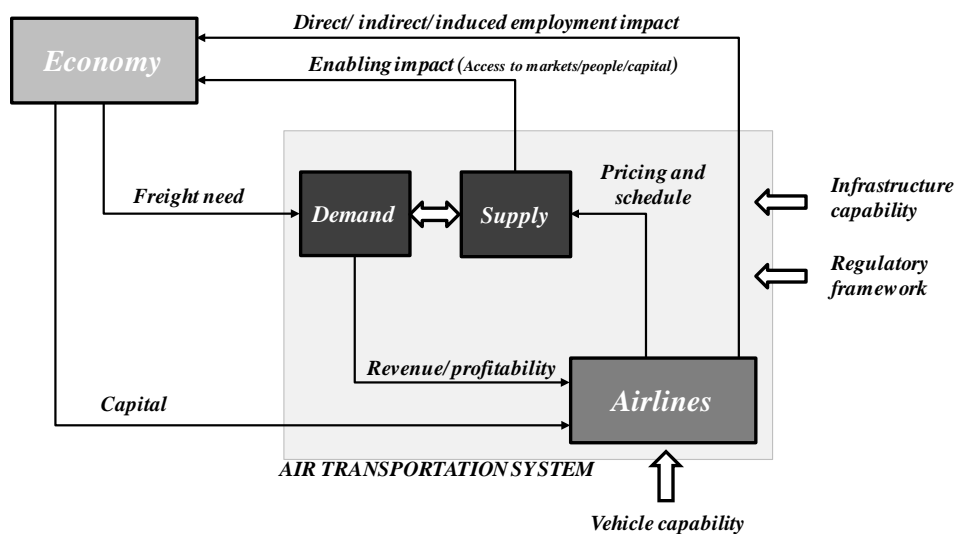 Direct/ indirect/induced employment impact
Economy
Enabling impact (Access to markets/people/capital)
Freight need
Demand
Supply
Pricing and
schedule
Infrastructure
capability
Regulatory
framework
Revenue/profitability
Capital
Airlines
AIR TRANSPORTATION SYSTEM
Vehicle capability